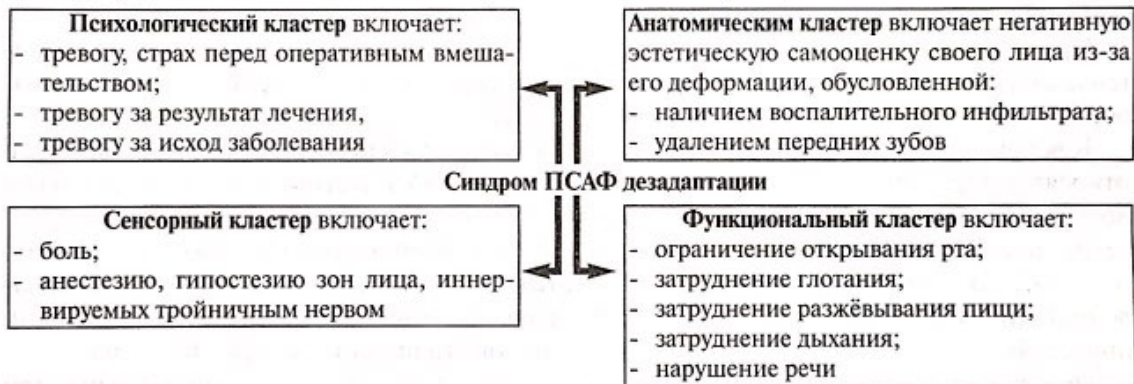 Психологический кластер включает:
- тревогу, страх перед оперативным вмеша-
тельством;
- тревогу за результат лечения,
- тревогу за исход заболевания
Анатомическим кластер включает негативную
эстетическую самооценку своего лица из-за
его деформации, обусловленной:
- наличием воспалительного инфильтрата;
- удалением передних зубов
Синдром ПСАФ дезадаптации
Сенсорный кластер включает:
- боль;
- анестезию, гипостезию зон лица, иннер-
вируемых тройничным нервом
Функциональный кластер включает:
- ограничение открывания рта;
- затруднение глотания;
- затруднение разжёвывания пищи;
- затруднение дыхания;
- нарушение речи